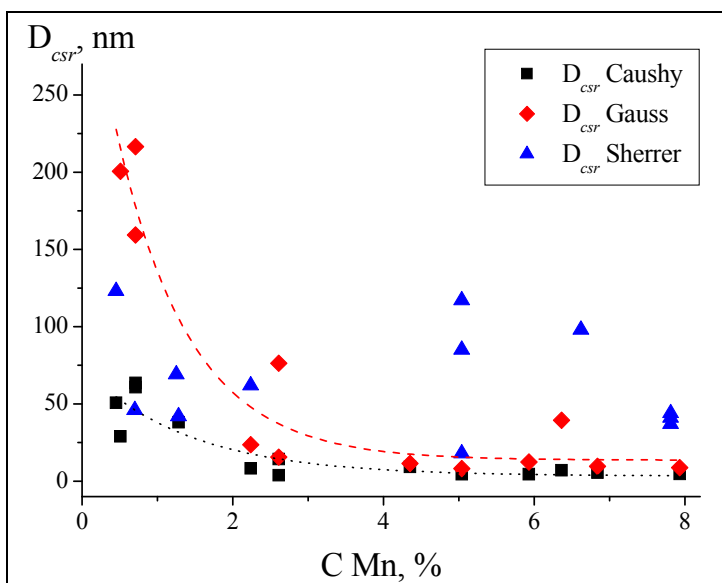 D_csr, nm
D_csr Caushy
D_csr Gauss
D_csr Sherrer
250
200
150
100
50
0
0 2 4 6 8
C Mn, %